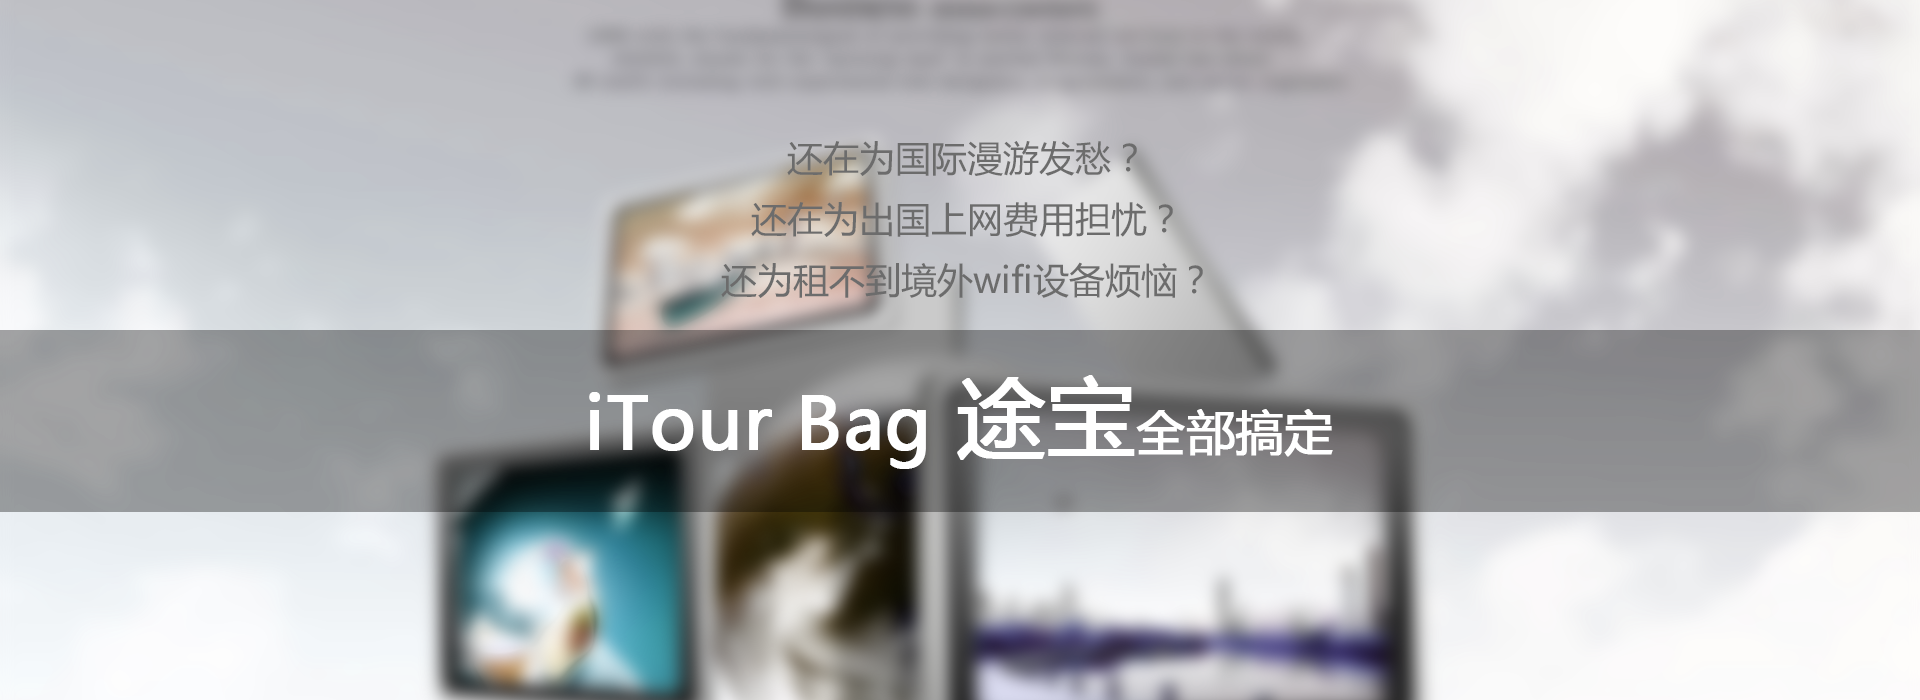 还在为国际漫游发愁？
还在为出国上网费用担忧？
还为租不到境外wifi设备烦恼？
iTour Bag 途宝全部搞定